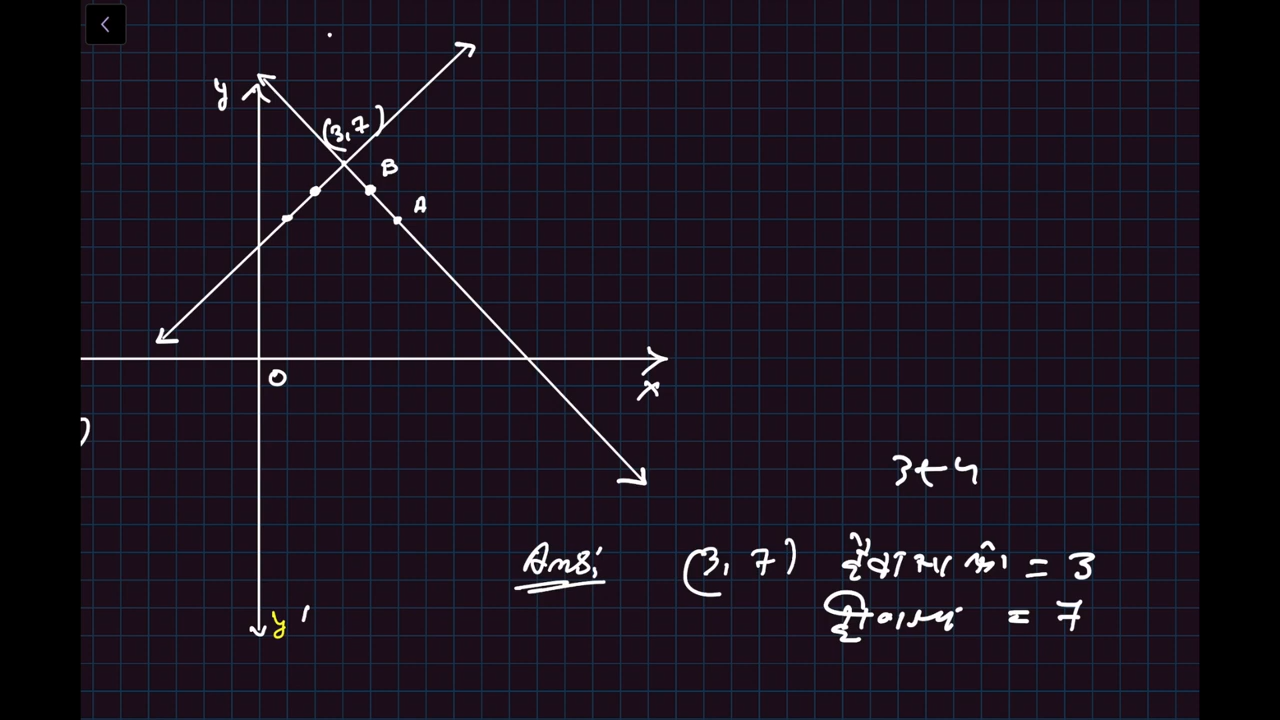 y
(3,7)
B
A
O
x
)
3+4
Ans: (3, 7) = 3
= 7
y'